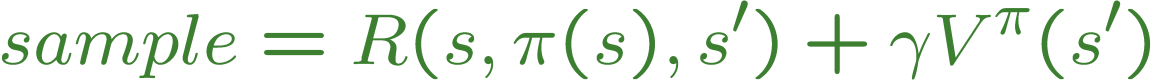 sample = R(s, π(s), s′) + γV^π(s′)